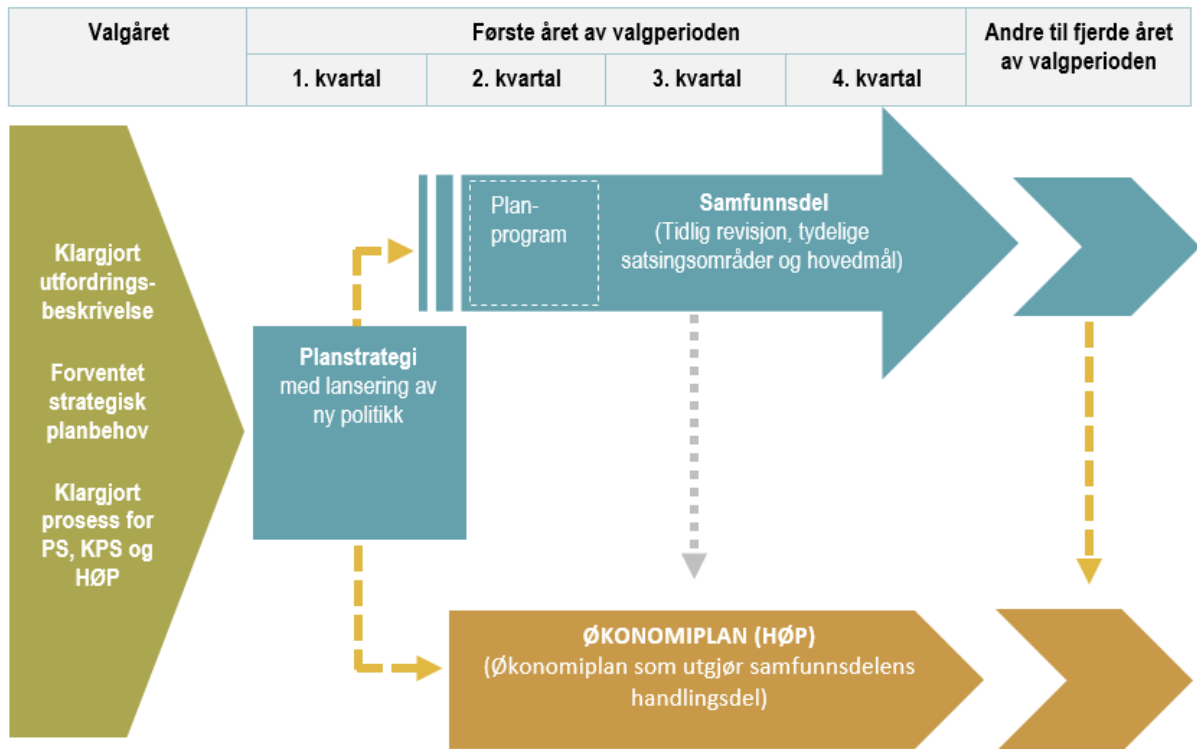 Valgåret
Første året av valgperioden
Andre til fjerde året
av valgperioden
1. kvartal
2. kvartal
3. kvartal
4. kvartal
Klargjort
utfordrings-
beskrivelse
Forventet
strategisk
planbehov
Klargjort
prosess for
PS, KPS og
HØP
Planstrategi
med lansering av
ny politikk
Plan-
program
Samfunnsdel
(Tidlig revisjon, tydelige
satsingsområder og hovedmål)
ØKONOMIPLAN (HØP)
(Økonomiplan som utgjør samfunnsdelens
handlingsdel)